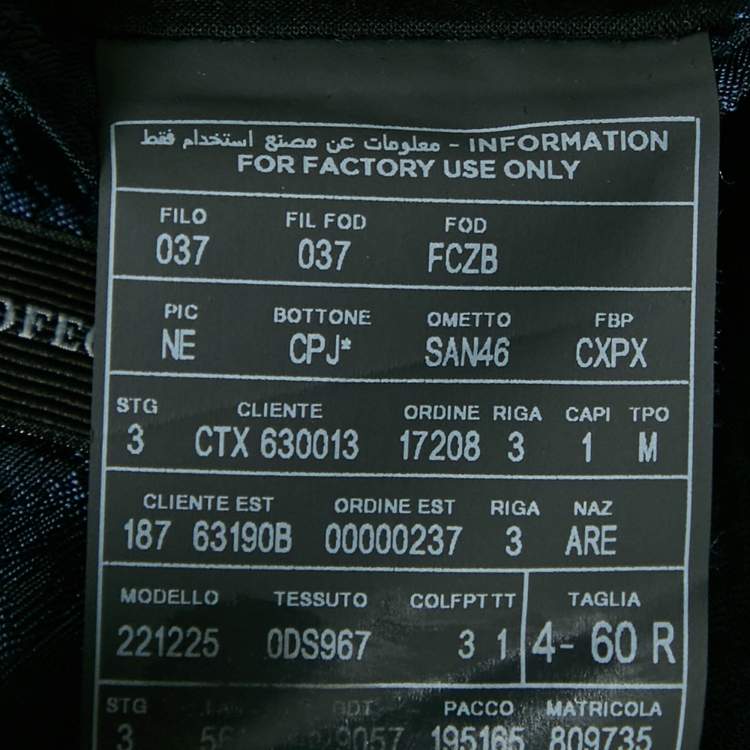 معلومات عن مصنع استخدام فقط - INFORMATION
FOR FACTORY USE ONLY
FILO FIL FOD FOD
037 037 FCZB
PIC BOTTONE OMETTO FBP
NE CPJ* SAN46 CXPX
STG CLIENTE ORDINE RIGA CAPI TPO
3 CTX 630013 17208 3 1 M
CLIENTE EST ORDINE EST RIGA NAZ
187 63190B 00000237 3 ARE
MODELLO TESSUTO COLFPTTT TAGLIA
221225 0DS967 3 1 4- 60 R
STG PACCO MATRICOLA
3 9057 195165 809735